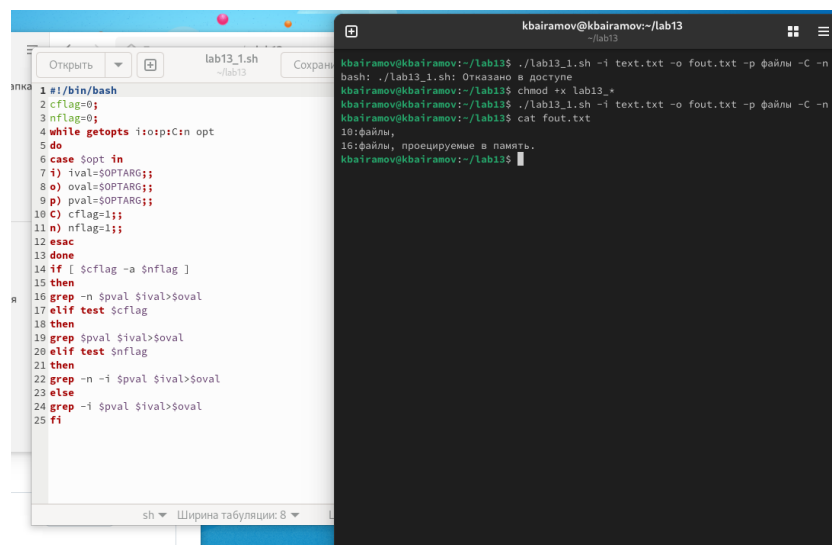 Открыть
lab13_1.sh
~/lab13
Сохрани
1 #!/bin/bash
2 cflag=0;
3 nflag=0;
4 while getopts i:o:p:C:n opt
5 do
6 case $opt in
7 i) ival=$OPTARG;;
8 o) oval=$OPTARG;;
9 p) pval=$OPTARG;;
10 C) cflag=1;;
11 n) nflag=1;;
12 esac
13 done
14 if [ $cflag -a $nflag ]
15 then
16 grep -n $pval $ival>$oval
17 elif test $cflag
18 then
19 grep $pval $ival>$oval
20 elif test $nflag
21 then
22 grep -n -i $pval $ival>$oval
23 else
24 grep -i $pval $ival>$oval
25 fi
sh
Ширина табуляции: 8
kbairamov@kbairamov:~/lab13
~/lab13
kbairamov@kbairamov:~/lab13$ ./lab13_1.sh -i text.txt -o fout.txt -p файлы -C -n
bash: ./lab13_1.sh: Отказано в доступе
kbairamov@kbairamov:~/lab13$ chmod +x lab13_*
kbairamov@kbairamov:~/lab13$ ./lab13_1.sh -i text.txt -o fout.txt -p файлы -C -n
kbairamov@kbairamov:~/lab13$ cat fout.txt
10:файлы,
16:файлы, проецируемые в память.
kbairamov@kbairamov:~/lab13$